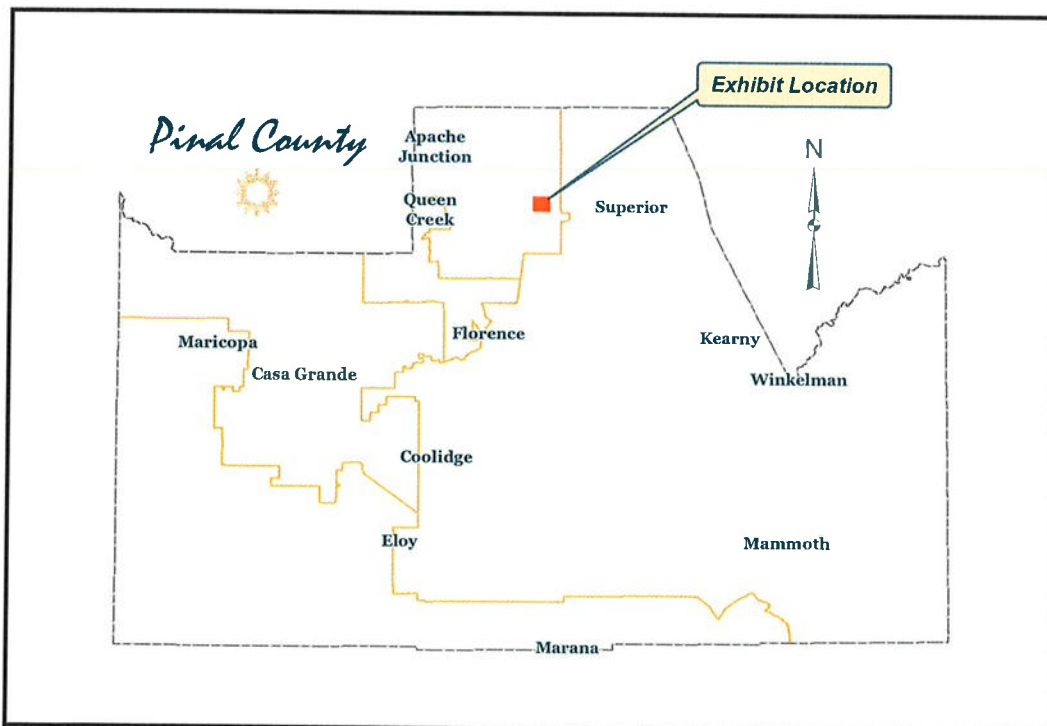 Exhibit Location
Pinal County
Apache
Junction
N
Queen
Creek
Superior
Maricopa
Florence
Kearny
Casa Grande
Winkelman
Coolidge
Eloy
Mammoth
Marana